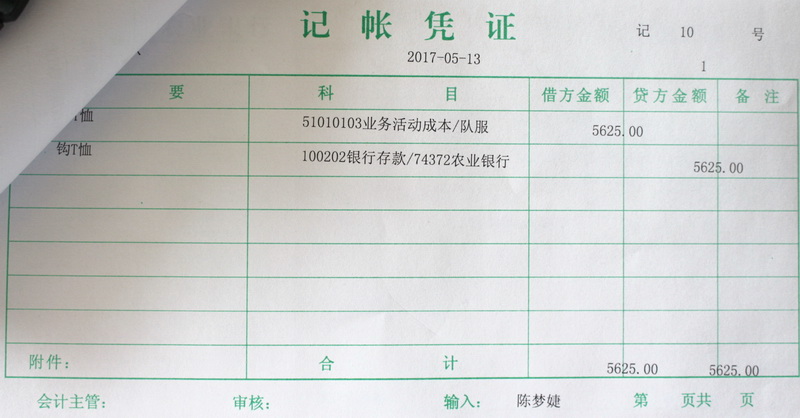 记帐凭证
记 10 号
2017-05-13
1
要 科目 借方金额 贷方金额 备注
T恤 51010103业务活动成本/队服 5625.00
钩T恤 100202银行存款/74372农业银行 5625.00
附件： 合计 5625.00 5625.00
会计主管： 审核： 输入： 陈梦婕 第 页共 页